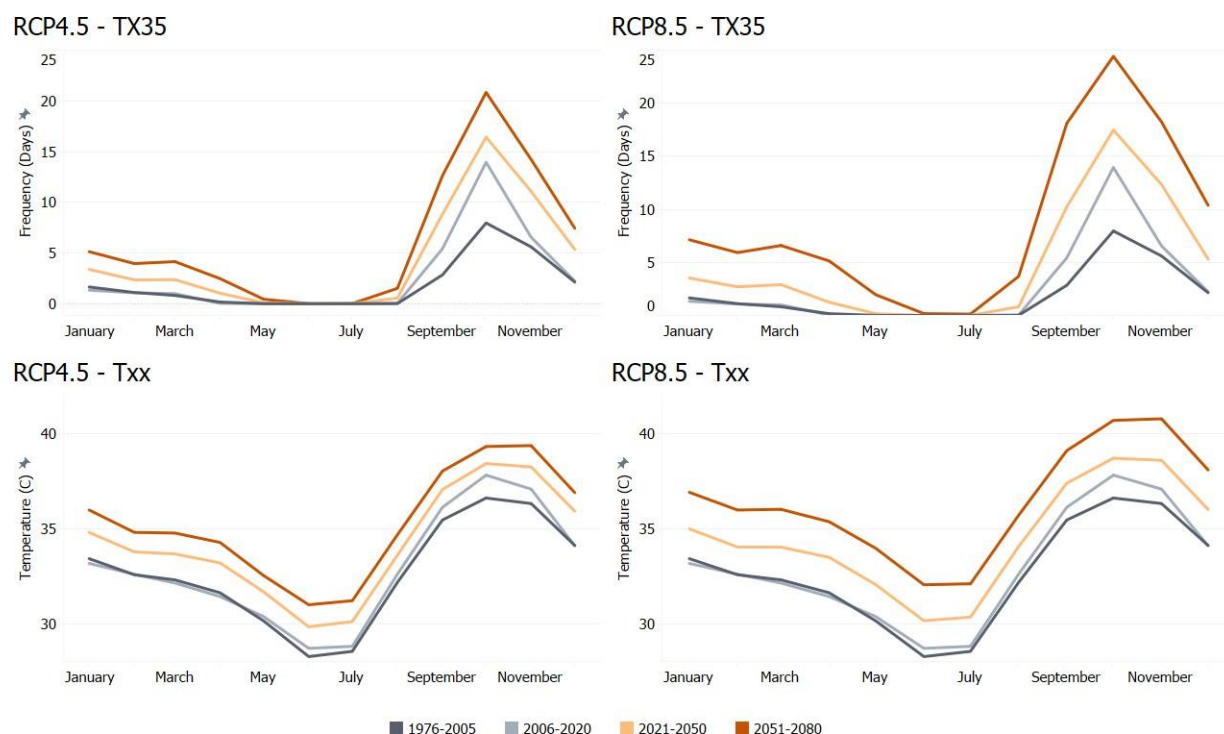 RCP4.5 - TX35
Frequency (Days)
25
20
15
10
5
0
January March May July September November
RCP8.5 - TX35
Frequency (Days)
25
20
15
10
5
0
January March May July September November
RCP4.5 - Txx
Temperature (C)
40
35
30
January March May July September November
RCP8.5 - Txx
Temperature (C)
40
35
30
January March May July September November
1976-2005 2006-2020 2021-2050 2051-2080